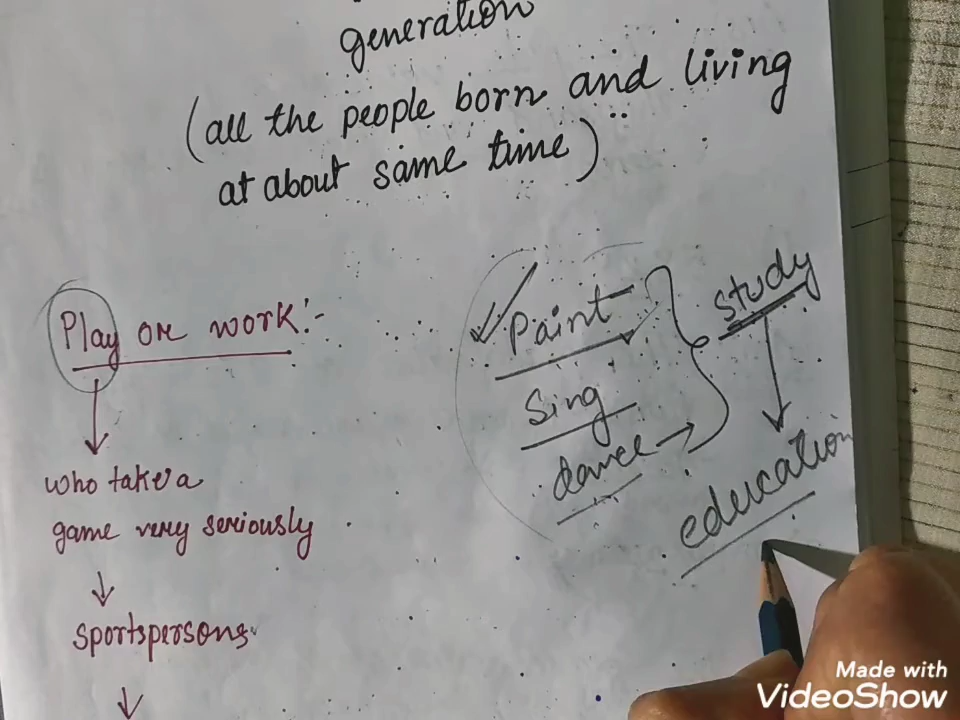 generation
(all the people born and living
at about same time)
Play or work:-
who take a
game very seriously
sportspersons
Paint
Sing
dance
study
education
Made with
VideoShow